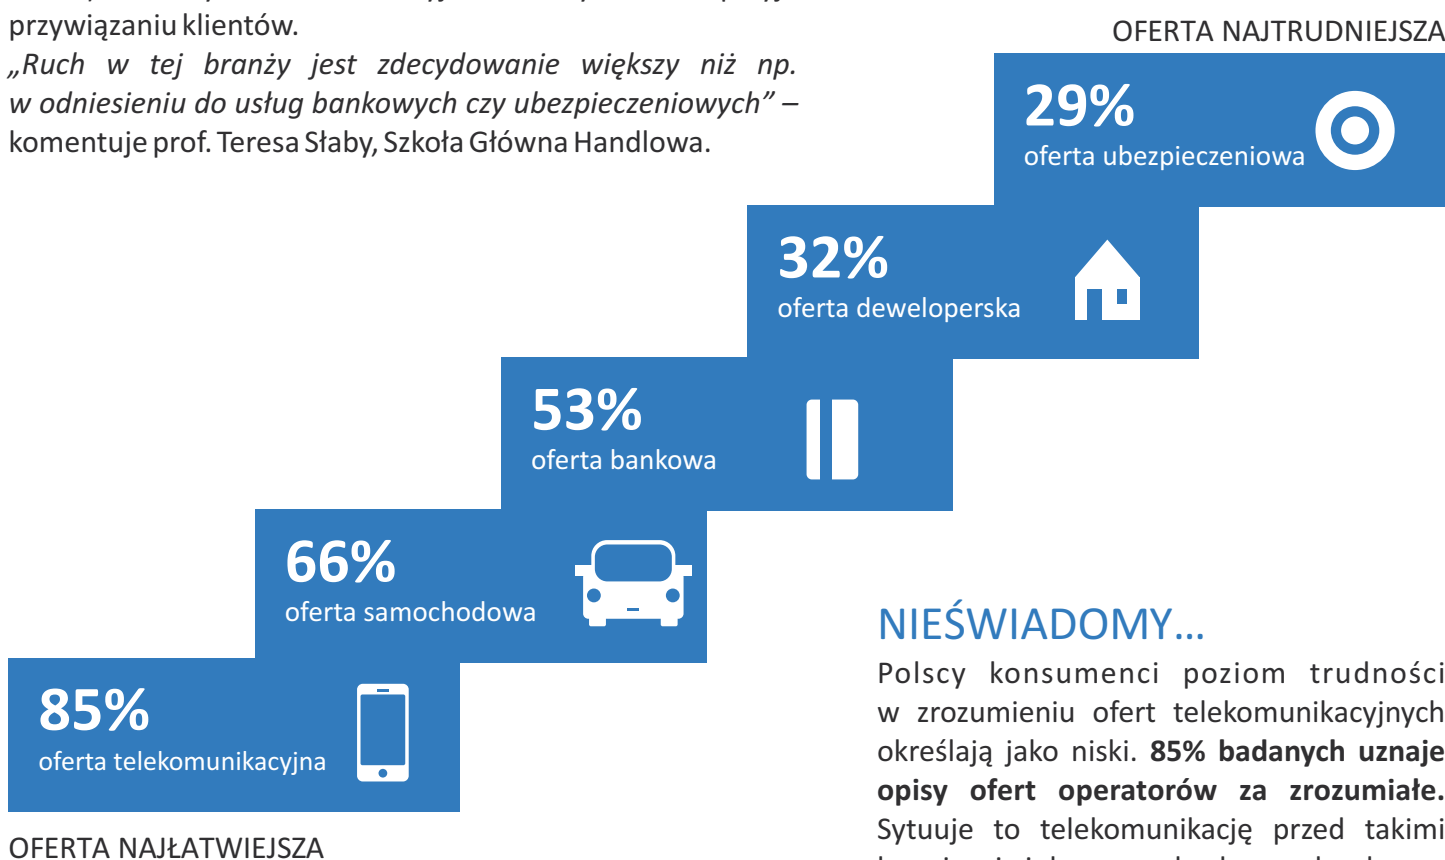 przywiązaniu klientów.
„Ruch w tej branży jest zdecydowanie większy niż np.
w odniesieniu do usług bankowych czy ubezpieczeniowych” –
komentuje prof. Teresa Słaby, Szkoła Główna Handlowa.
OFERTA NAJTRUDNIEJSZA
29%
oferta ubezpieczeniowa
32%
oferta deweloperska
53%
oferta bankowa
66%
oferta samochodowa
85%
oferta telekomunikacyjna
OFERTA NAJŁATWIEJSZA
NIEŚWIADOMY...
Polscy konsumenci poziom trudności
w zrozumieniu ofert telekomunikacyjnych
określają jako niski. 85% badanych uznaje
opisy ofert operatorów za zrozumiałe.
Sytuuje to telekomunikację przed takimi